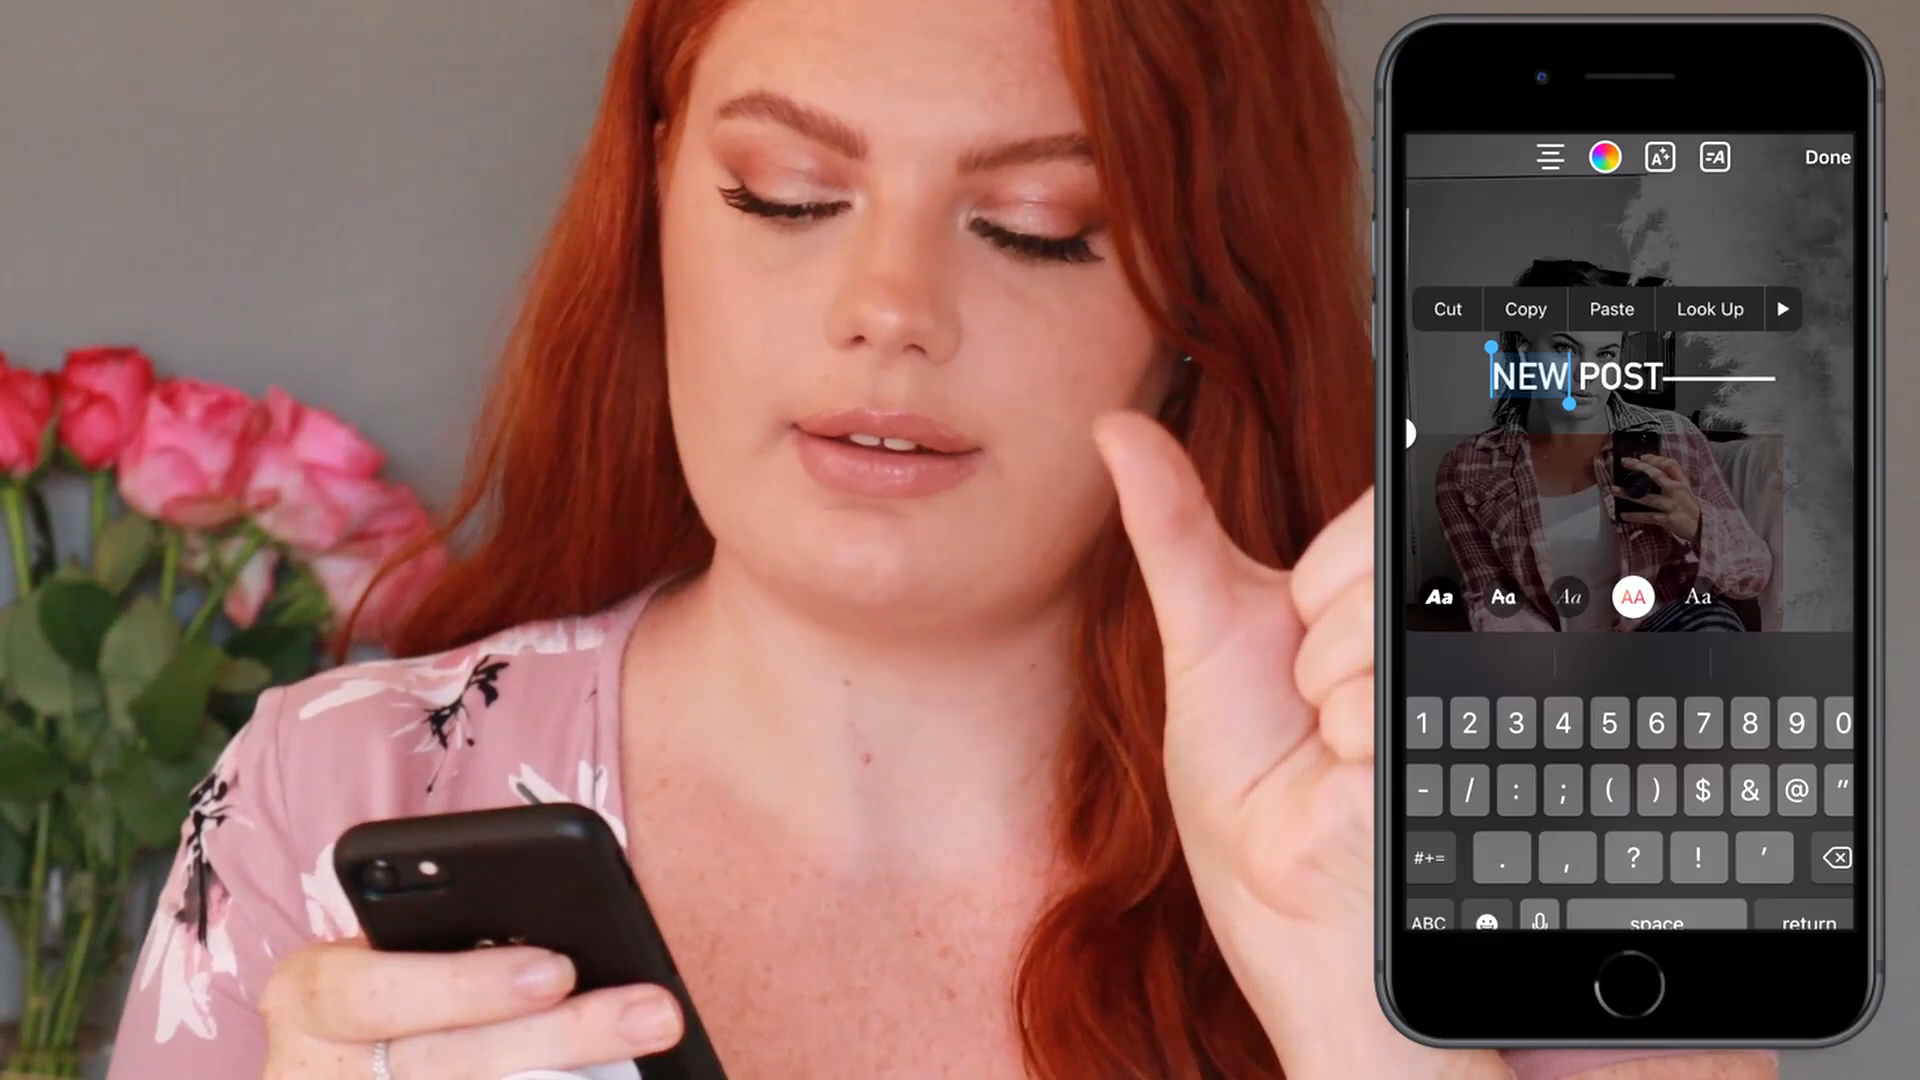 Done
Cut Copy Paste Look Up
NEW POST
Aa Aa Aa AA Aa
1 2 3 4 5 6 7 8 9 0
- / : ; ( ) $ & @ "
#+= . , ? ! '
ABC space return